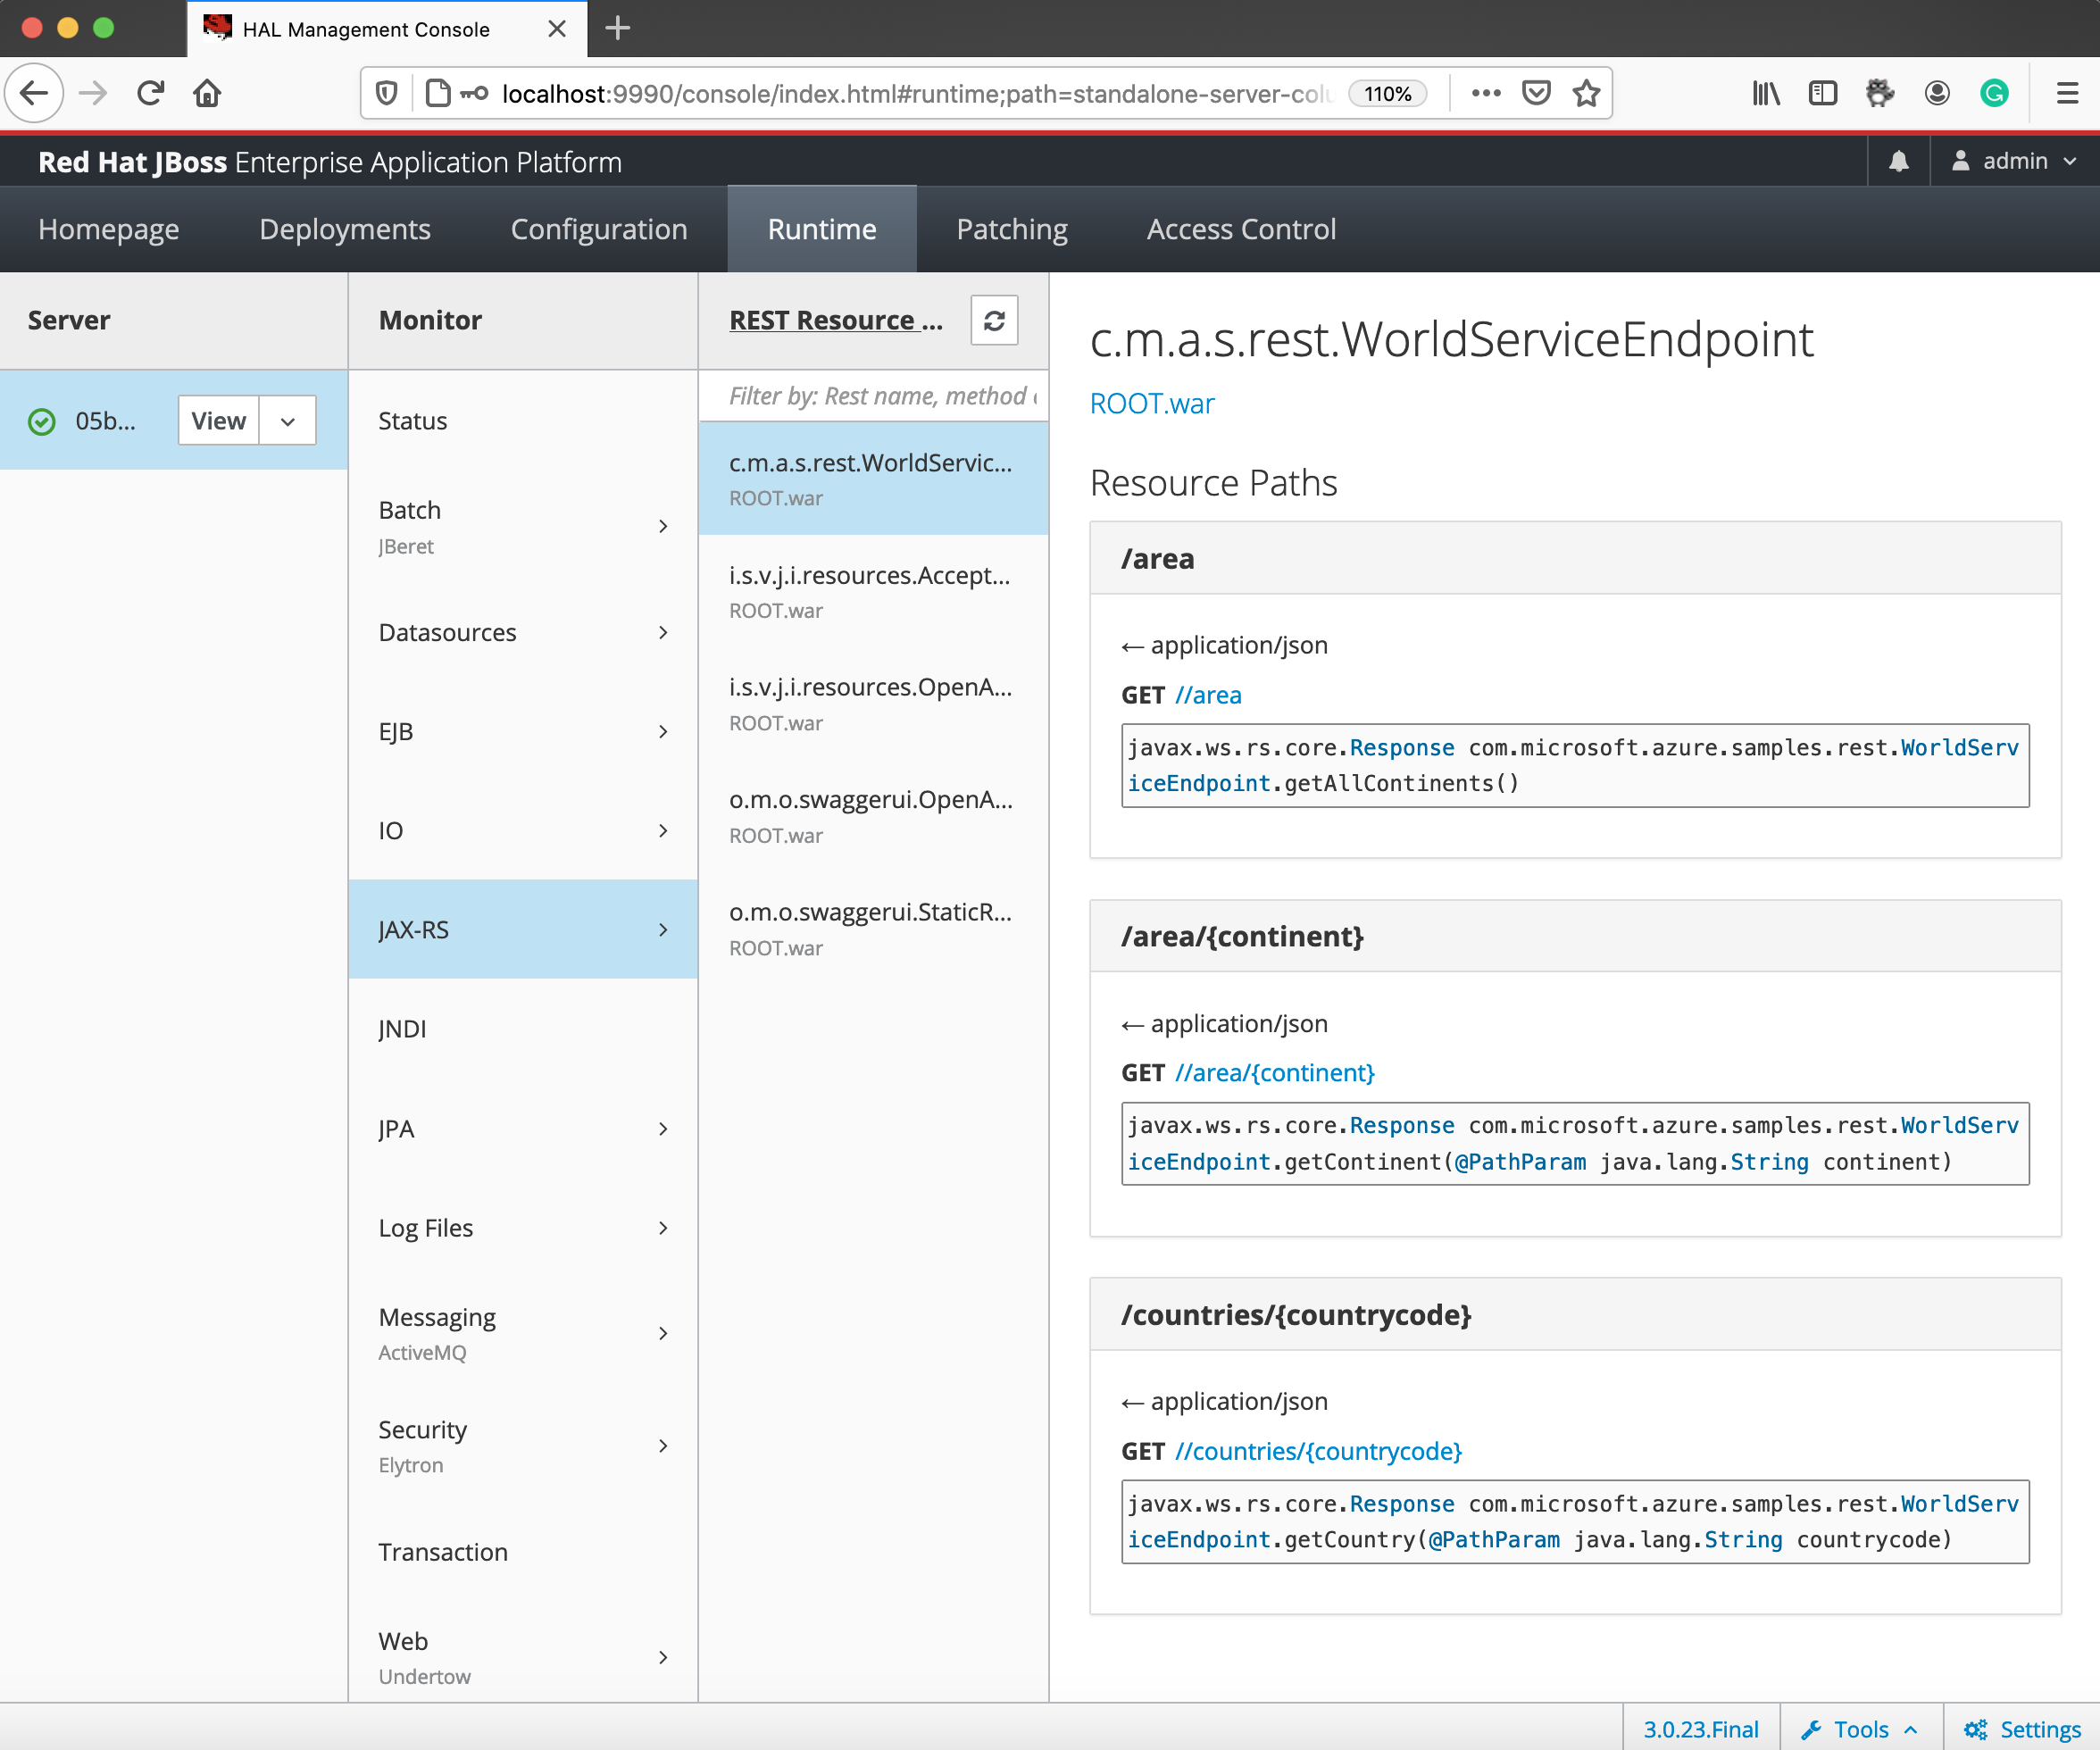 HAL Management Console
localhost:9990/console/index.html#runtime;path=standalone-server-colu
110%
Red Hat JBoss Enterprise Application Platform
admin
Homepage
Deployments
Configuration
Runtime
Patching
Access Control
Server
05b...
View
Monitor
Status
Batch
JBeret
Datasources
EJB
IO
JAX-RS
JNDI
JPA
Log Files
Messaging
ActiveMQ
Security
Elytron
Transaction
Web
Undertow
REST Resource ...
Filter by: Rest name, method
c.m.a.s.rest.WorldServic...
ROOT.war
i.s.v.j.i.resources.Accept...
ROOT.war
i.s.v.j.i.resources.OpenA...
ROOT.war
o.m.o.swaggerui.OpenA...
ROOT.war
o.m.o.swaggerui.StaticR...
ROOT.war
c.m.a.s.rest.WorldServiceEndpoint
ROOT.war
Resource Paths
/area
← application/json
GET //area
javax.ws.rs.core.Response com.microsoft.azure.samples.rest.WorldServ
iceEndpoint.getAllContinents()
/area/{continent}
← application/json
GET //area/{continent}
javax.ws.rs.core.Response com.microsoft.azure.samples.rest.WorldServ
iceEndpoint.getContinent(@PathParam java.lang.String continent)
/countries/{countrycode}
← application/json
GET //countries/{countrycode}
javax.ws.rs.core.Response com.microsoft.azure.samples.rest.WorldServ
iceEndpoint.getCountry(@PathParam java.lang.String countrycode)
3.0.23.Final
Tools
Settings